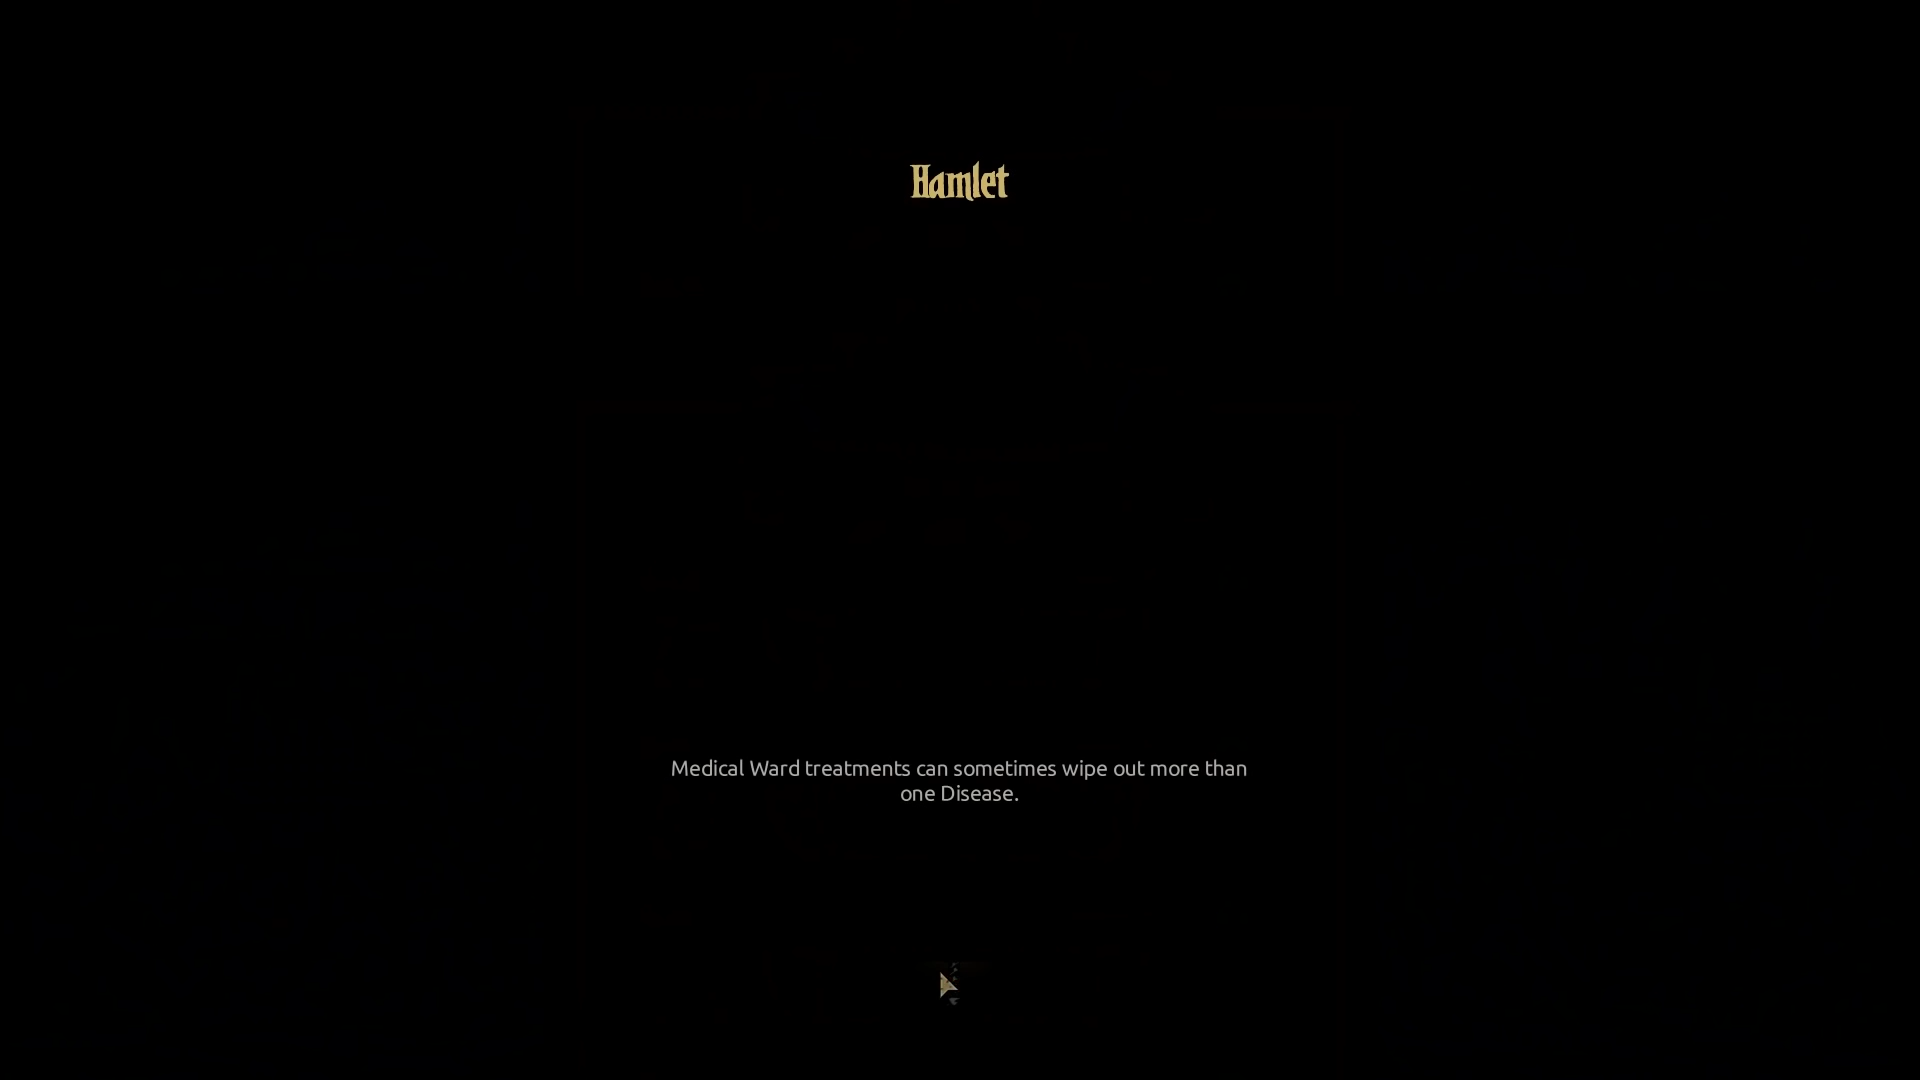 Hamlet
Medical Ward treatments can sometimes wipe out more than
one Disease.